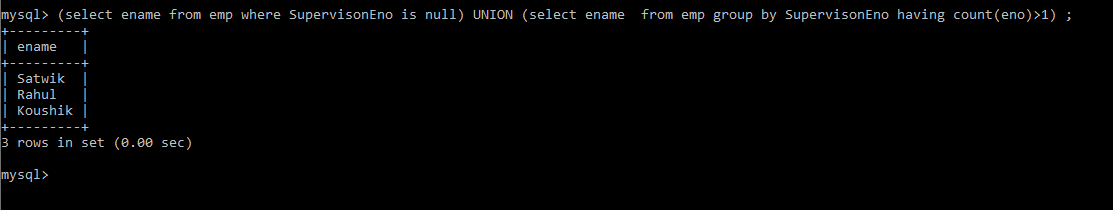 mysql> (select ename from emp where SupervisonEno is null) UNION (select ename  from emp group by SupervisonEno having count(eno)>1) ;
+---------+
| ename   |
+---------+
| Satwik  |
| Rahul   |
| Koushik |
+---------+
3 rows in set (0.00 sec)
mysql>